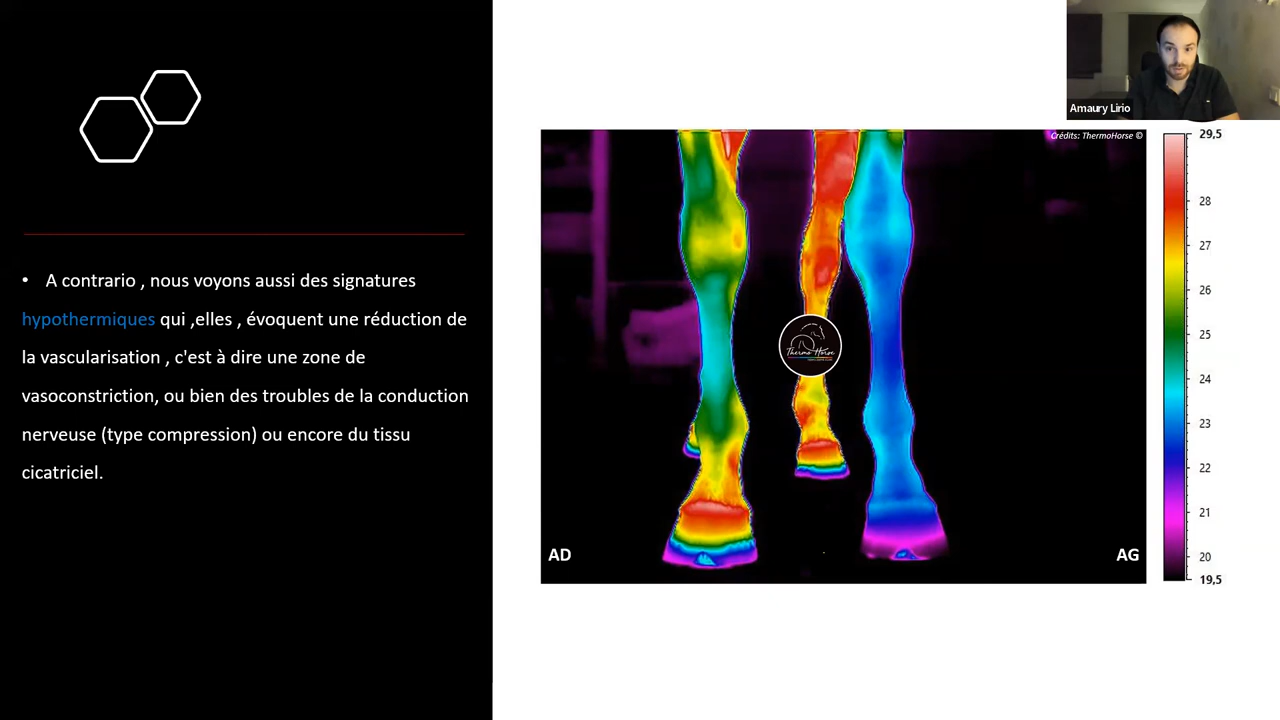 Amaury Lirio
• A contrario , nous voyons aussi des signatures
hypothermiques qui ,elles , évoquent une réduction de
la vascularisation , c'est à dire une zone de
vasoconstriction, ou bien des troubles de la conduction
nerveuse (type compression) ou encore du tissu
cicatriciel.
Crédits: ThermoHorse ©
Thermo Horse
AD
AG
29,5
28
27
26
25
24
23
22
21
20
19,5